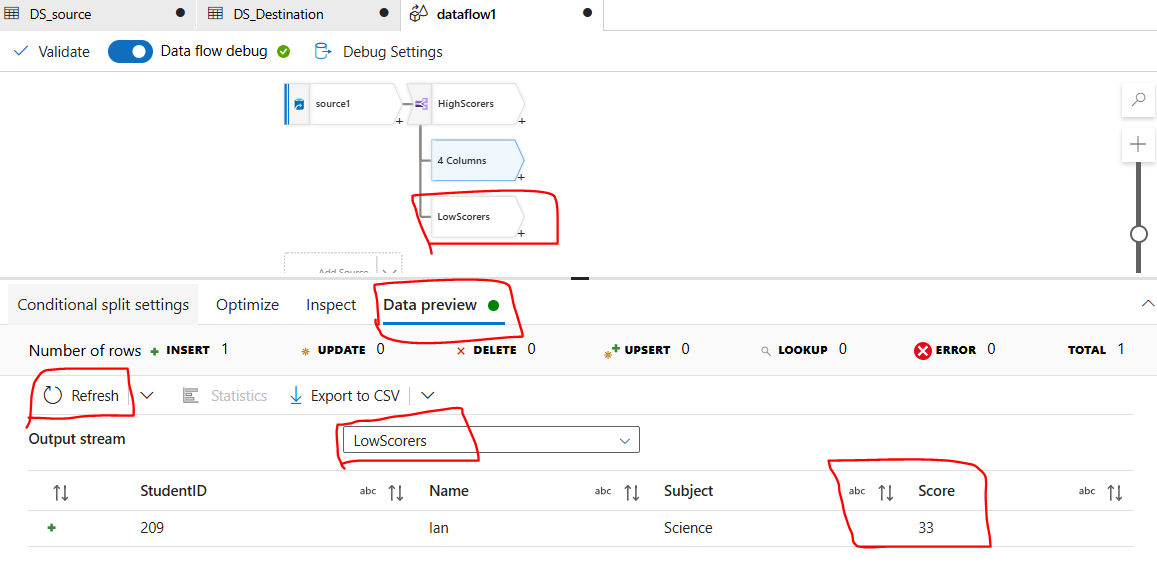 DS_source DS_Destination dataflow1
Validate Data flow debug Debug Settings
source1 HighScorers
4 Columns
LowScorers
Add Source
Conditional split settings Optimize Inspect Data preview
Number of rows INSERT 1 UPDATE 0 DELETE 0 UPSERT 0 LOOKUP 0 ERROR 0 TOTAL 1
Refresh Statistics Export to CSV
Output stream LowScorers
StudentID abc Name abc Subject abc Score abc
209 Ian Science 33